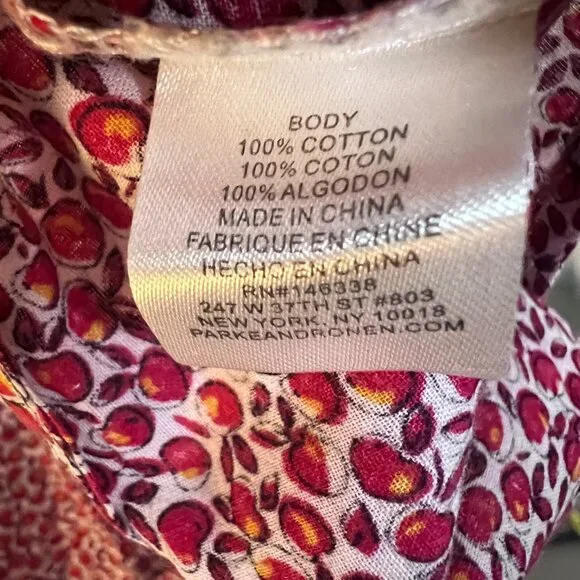 BODY
100% COTTON
100% COTON
100% ALGODON
MADE IN CHINA
FABRIQUE EN CHINE
HECHO EN CHINA
RN#146338
247 W 37TH ST #803
NEW YORK, NY 10018
PARKEANDRONEN.COM